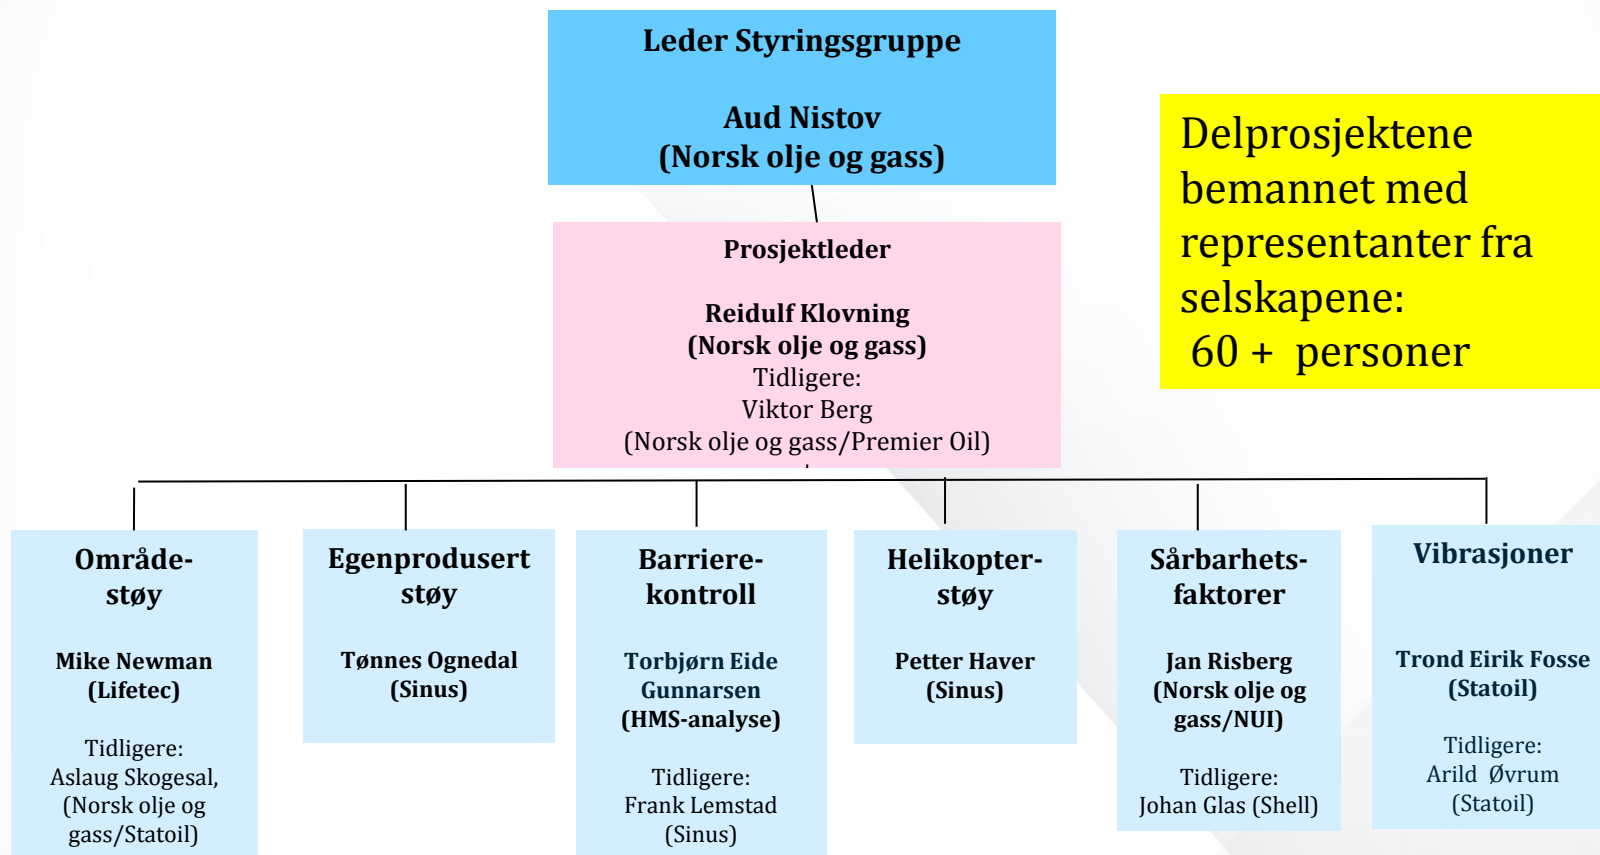 Leder Styringsgruppe
Aud Nistov
(Norsk olje og gass)
Delprosjektene
bemannet med
representanter fra
selskapene:
60 + personer
Prosjektleder
Reidulf Klovning
(Norsk olje og gass)
Tidligere:
Viktor Berg
(Norsk olje og gass/Premier Oil)
Område-
støy
Mike Newman
(Lifetec)
Tidligere:
Aslaug Skogesal,
(Norsk olje og
gass/Statoil)
Egenprodusert
støy
Tønnes Ognedal
(Sinus)
Barriere-
kontroll
Torbjørn Eide
Gunnarsen
(HMS-analyse)
Tidligere:
Frank Lemstad
(Sinus)
Helikopter-
støy
Petter Haver
(Sinus)
Sårbarhets-
faktorer
Jan Risberg
(Norsk olje og
gass/NUI)
Tidligere:
Johan Glas (Shell)
Vibrasjoner
Trond Eirik Fosse
(Statoil)
Tidligere:
Arild Øvrum
(Statoil)